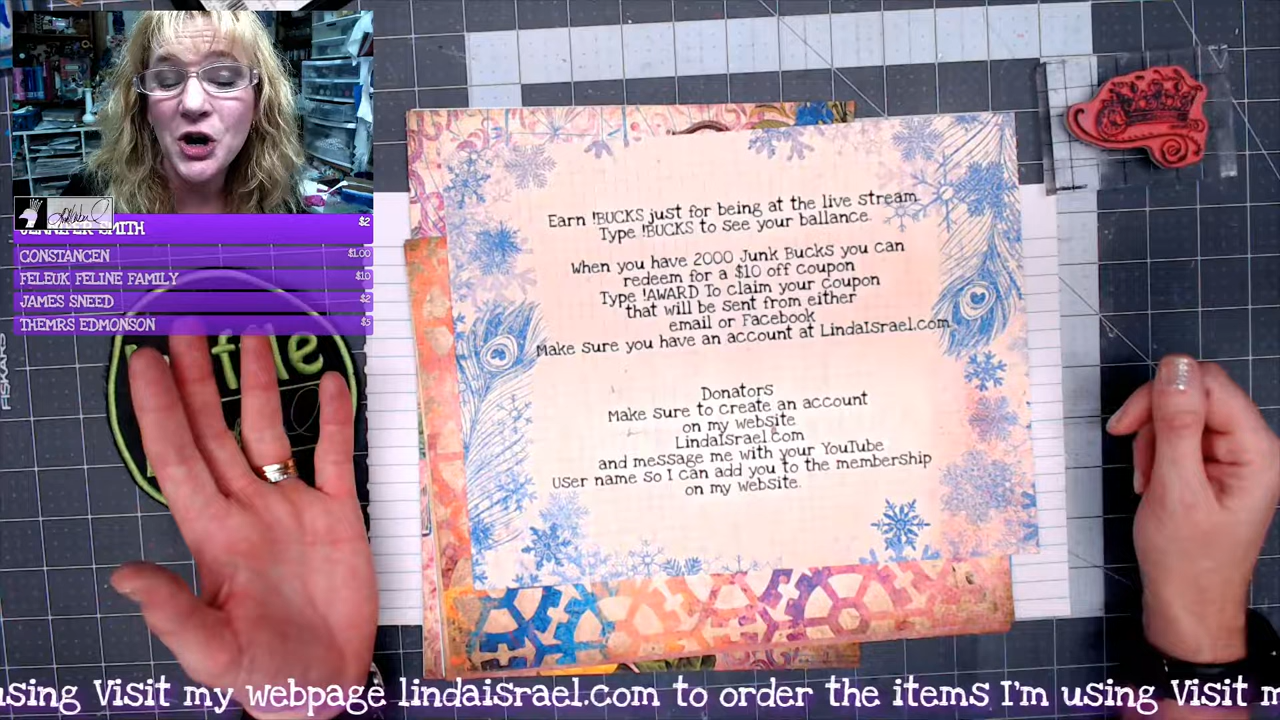 JENNIFER SMITH $2
CONSTANCEN $1.00
FELEUK FELINE FAMILY $10
JAMES SNEED $2
THEMRS EDMONSON $5
FISKARS
Earn !BUCKS just for being at the live stream.
Type !BUCKS to see your ballance.
When you have 2000 Junk Bucks you can
redeem for a $10 off coupon
Type !AWARD To claim your coupon
that will be sent from either
email or Facebook
Make sure you have an account at LindaIsrael.com
Donators
Make sure to create an account
on my website
LindaIsrael.com
and message me with your YouTube
User name so I can add you to the membership
on my website.
using Visit my webpage lindaisrael.com to order the items I'm using Visit m